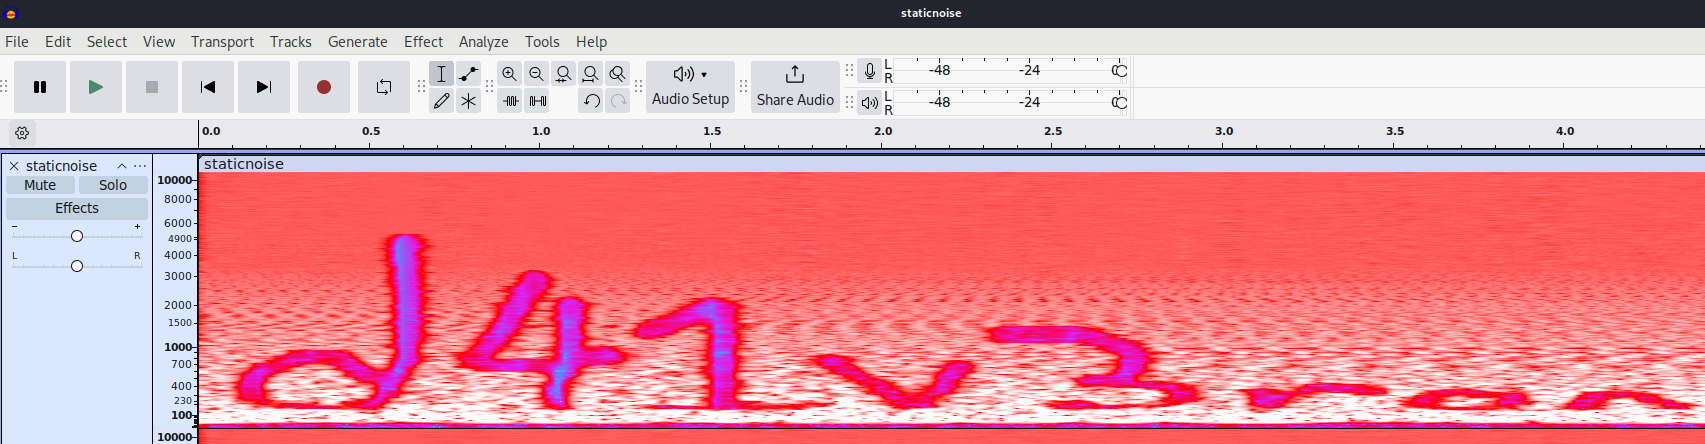 staticnoise
File Edit Select View Transport Tracks Generate Effect Analyze Tools Help
Audio Setup Share Audio
L R -48 -24 0
L R -48 -24 0
0.0 0.5 1.0 1.5 2.0 2.5 3.0 3.5 4.0
staticnoise
Mute Solo
Effects
- +
L R
staticnoise
10000
8000
6000
4900
4000
3000
2000
1500
1000
700
400
230
100
10000
d41v3